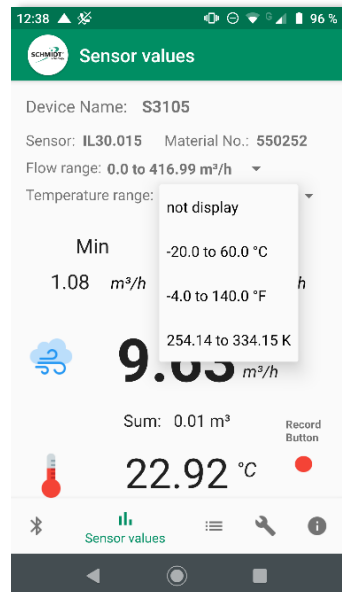 12:38 96 %
SCHMIDT Sensor values
Device Name: S3105
Sensor: IL30.015 Material No.: 550252
Flow range: 0.0 to 416.99 m³/h
Temperature range:
not display
-20.0 to 60.0 °C
-4.0 to 140.0 °F
254.14 to 334.15 K
Min
1.08 m³/h h
9.63 m³/h
Sum: 0.01 m³
Record
Button
22.92 °C
Sensor values